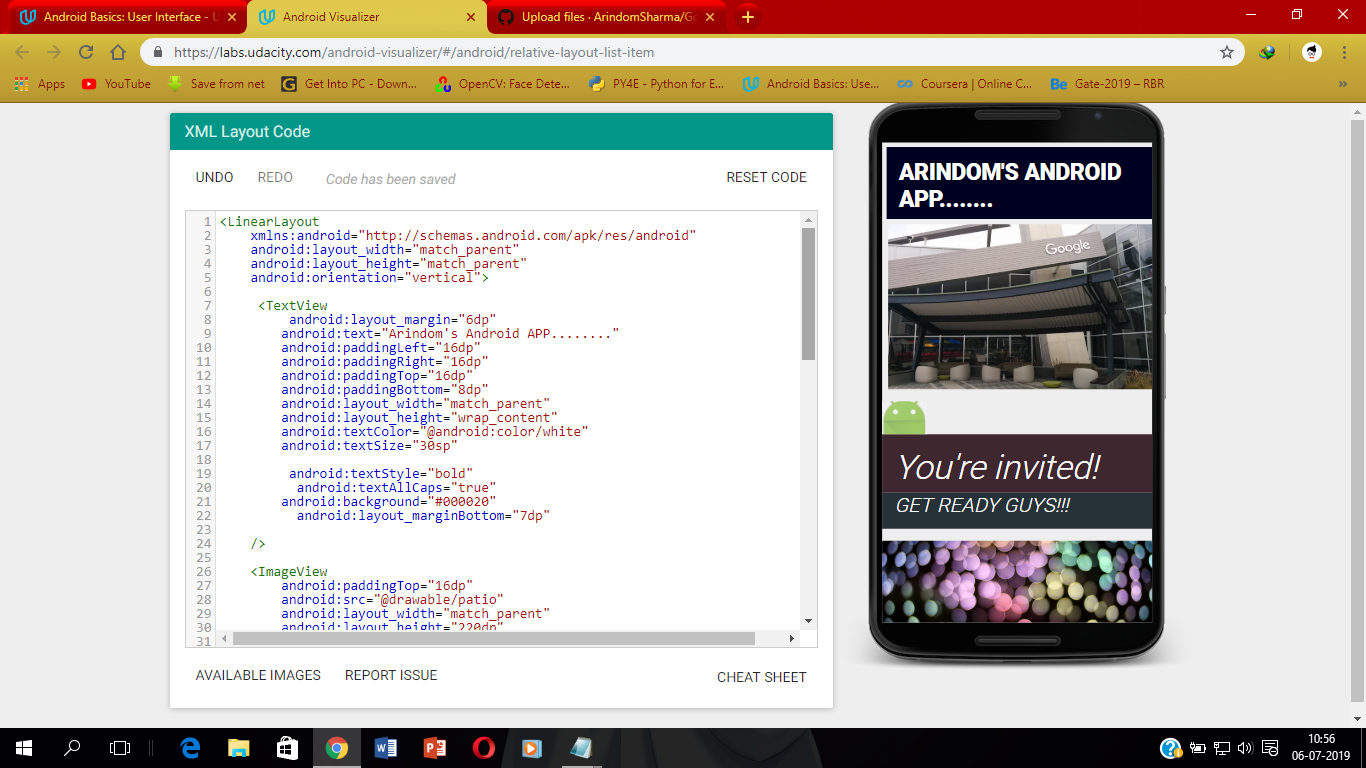 Android Basics: User Interface - U
Android Visualizer
Upload files · ArindomSharma/Go
https://labs.udacity.com/android-visualizer/#/android/relative-layout-list-item
Apps
YouTube
Save from net
Get Into PC - Down...
OpenCV: Face Dete...
PY4E - Python for E...
Android Basics: Use...
Coursera | Online C...
Be Gate-2019 – RBR
XML Layout Code
UNDO
REDO
Code has been saved
RESET CODE
1 <LinearLayout
2 xmlns:android="http://schemas.android.com/apk/res/android"
3 android:layout_width="match_parent"
4 android:layout_height="match_parent"
5 android:orientation="vertical">
6
7 <TextView
8 android:layout_margin="6dp"
9 android:text="Arindom's Android APP........"
10 android:paddingLeft="16dp"
11 android:paddingRight="16dp"
12 android:paddingTop="16dp"
13 android:paddingBottom="8dp"
14 android:layout_width="match_parent"
15 android:layout_height="wrap_content"
16 android:textColor="@android:color/white"
17 android:textSize="30sp"
18
19 android:textStyle="bold"
20 android:textAllCaps="true"
21 android:background="#000020"
22 android:layout_marginBottom="7dp"
23
24 />
25
26 <ImageView
27 android:paddingTop="16dp"
28 android:src="@drawable/patio"
29 android:layout_width="match_parent"
30 android:layout_height="220dp"
31
AVAILABLE IMAGES
REPORT ISSUE
CHEAT SHEET
ARINDOM'S ANDROID
APP........
Google
You're invited!
GET READY GUYS!!!
10:56
06-07-2019